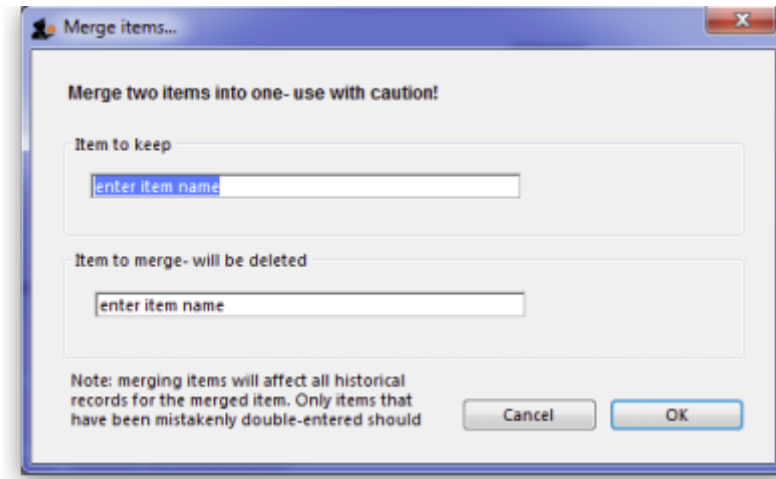 Merge items...
Merge two items into one- use with caution!
Item to keep
enter item name
Item to merge- will be deleted
enter item name
Note: merging items will affect all historical
records for the merged item. Only items that
have been mistakenly double-entered should
Cancel
OK